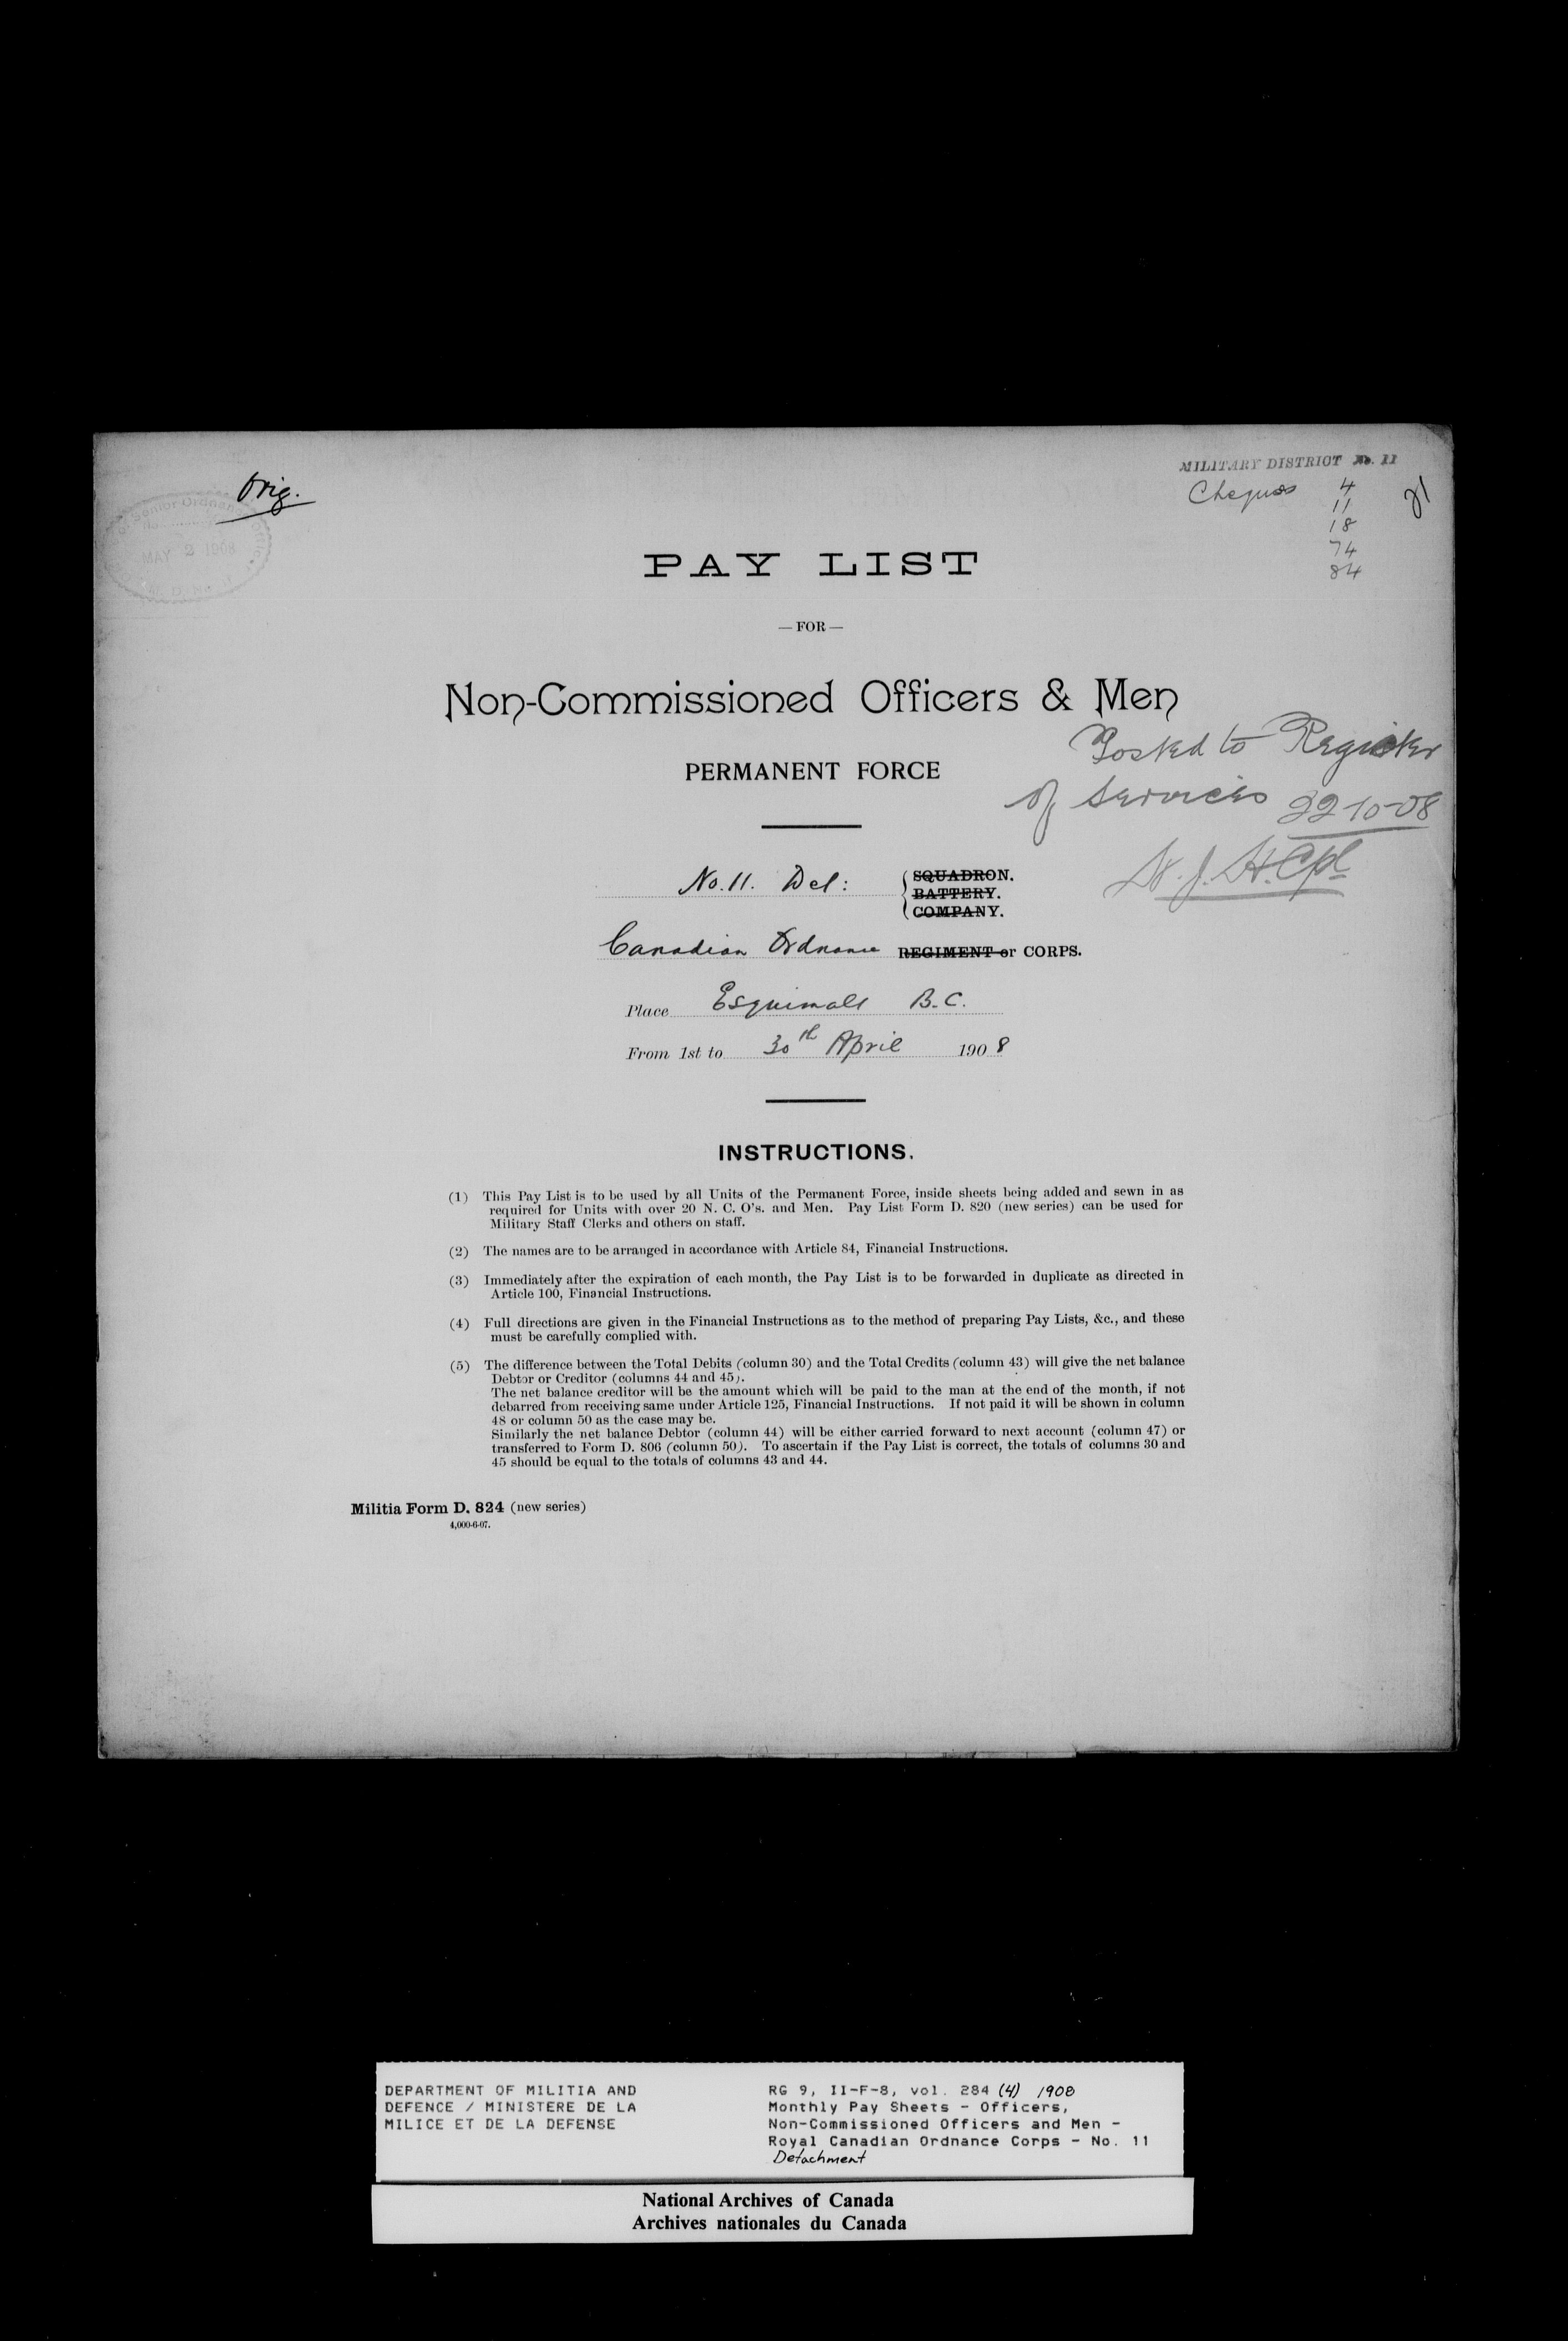 Orig.
MILITARY DISTRICT No. 11
Cheques 4
11
18
74
84
21
Senior Ordnance Office
MAY 2 1908
PAY LIST
—FOR—
Non-Commissioned Officers & Men
PERMANENT FORCE
Posted to Register
of Services 22-10-08
Cpl
No. 11. Det: SQUADRON.
BATTERY.
COMPANY.
Canadian Ordnance REGIMENT or CORPS.
Place Esquimalt B.C.
From 1st to 30th April 1908
INSTRUCTIONS.
(1) This Pay List is to be used by all Units of the Permanent Force, inside sheets being added and sewn in as
required for Units with over 20 N. C. O's. and Men. Pay List Form D. 820 (new series) can be used for
Military Staff Clerks and others on staff.
(2) The names are to be arranged in accordance with Article 84, Financial Instructions.
(3) Immediately after the expiration of each month, the Pay List is to be forwarded in duplicate as directed in
Article 100, Financial Instructions.
(4) Full directions are given in the Financial Instructions as to the method of preparing Pay Lists, &c., and these
must be carefully complied with.
(5) The difference between the Total Debits (column 30) and the Total Credits (column 43) will give the net balance
Debtor or Creditor (columns 44 and 45).
The net balance creditor will be the amount which will be paid to the man at the end of the month, if not
debarred from receiving same under Article 125, Financial Instructions. If not paid it will be shown in column
48 or column 50 as the case may be.
Similarly the net balance Debtor (column 44) will be either carried forward to next account (column 47) or
transferred to Form D. 806 (column 50). To ascertain if the Pay List is correct, the totals of columns 30 and
45 should be equal to the totals of columns 43 and 44.
Militia Form D. 824 (new series)
4,000-6-07.
DEPARTMENT OF MILITIA AND
DEFENCE / MINISTERE DE LA
MILICE ET DE LA DEFENSE
RG 9, II-F-8, vol. 284 (4) 1908
Monthly Pay Sheets - Officers,
Non-Commissioned Officers and Men -
Royal Canadian Ordnance Corps - No. 11
Detachment
National Archives of Canada
Archives nationales du Canada